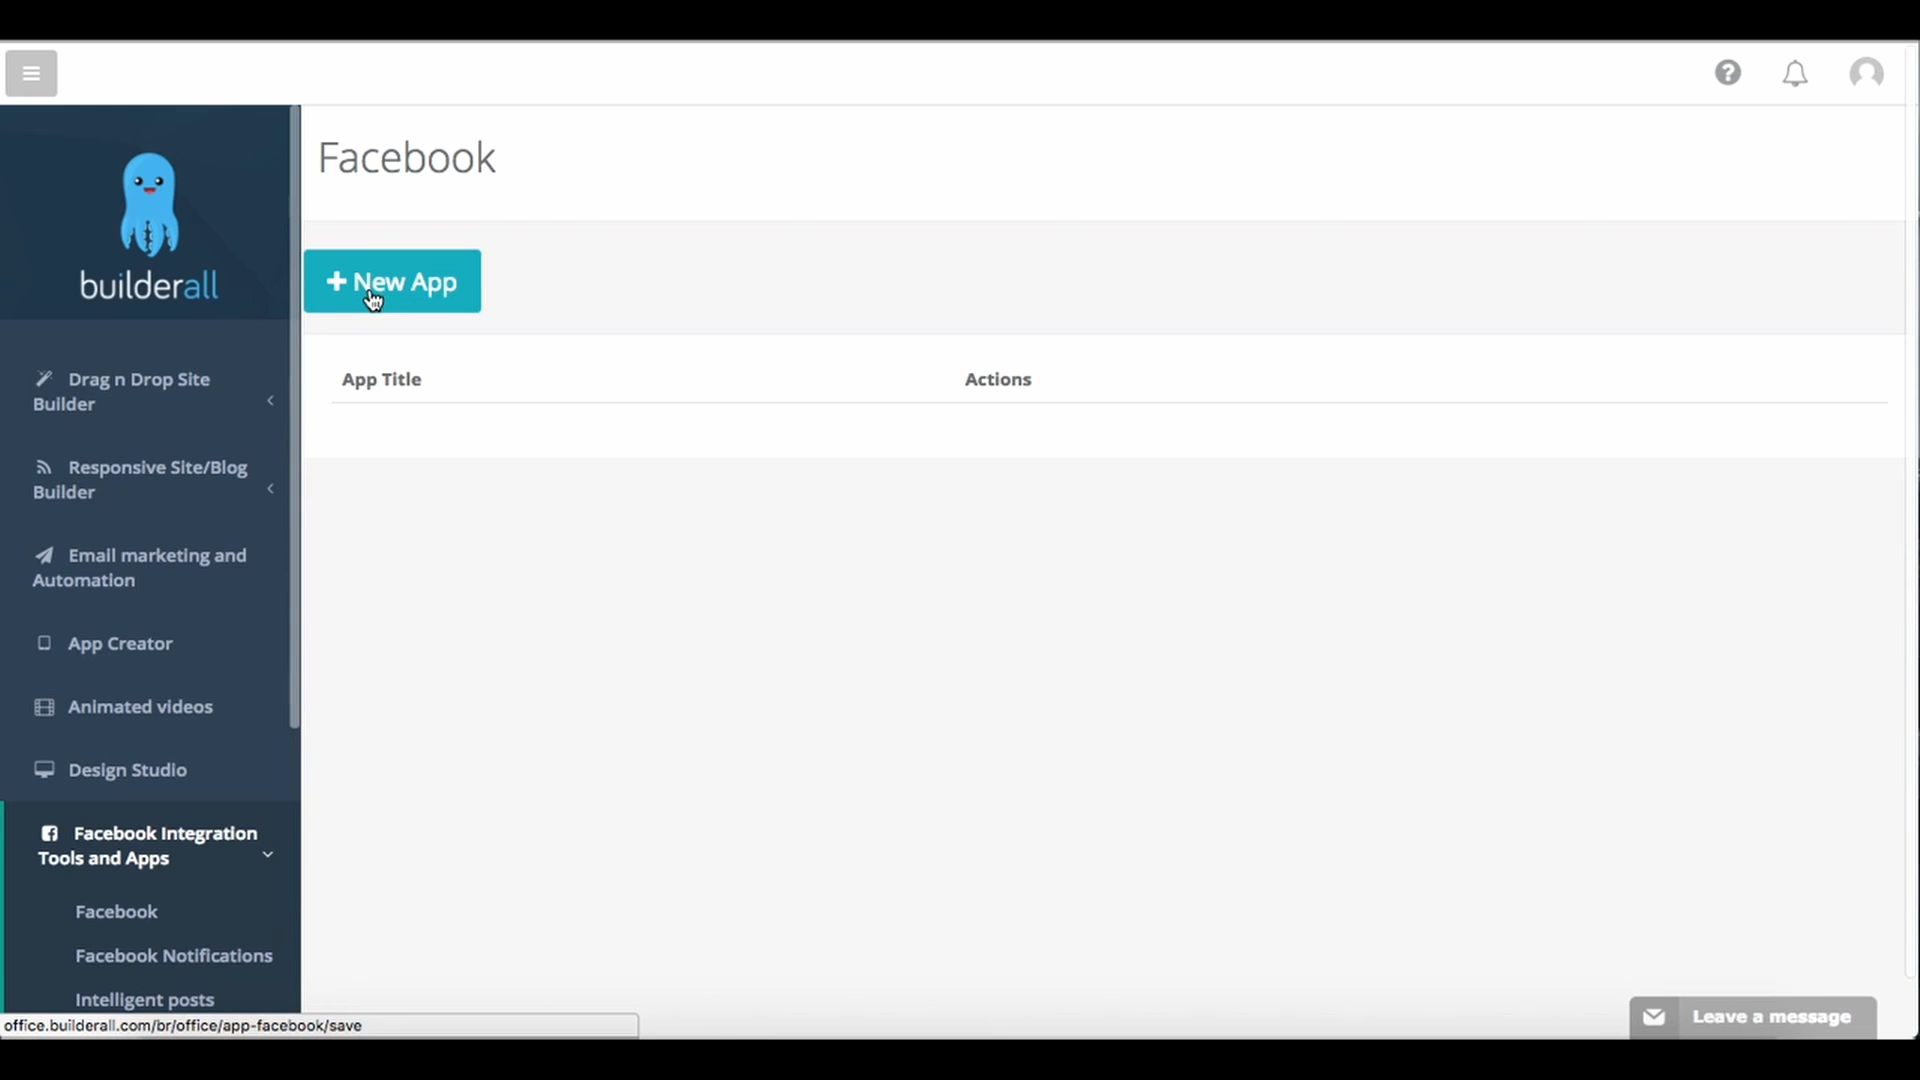 Facebook
builderall
+ New App
App Title
Actions
Drag n Drop Site
Builder
Responsive Site/Blog
Builder
Email marketing and
Automation
App Creator
Animated videos
Design Studio
Facebook Integration
Tools and Apps
Facebook
Facebook Notifications
Intelligent posts
office.builderall.com/br/office/app-facebook/save
Leave a message